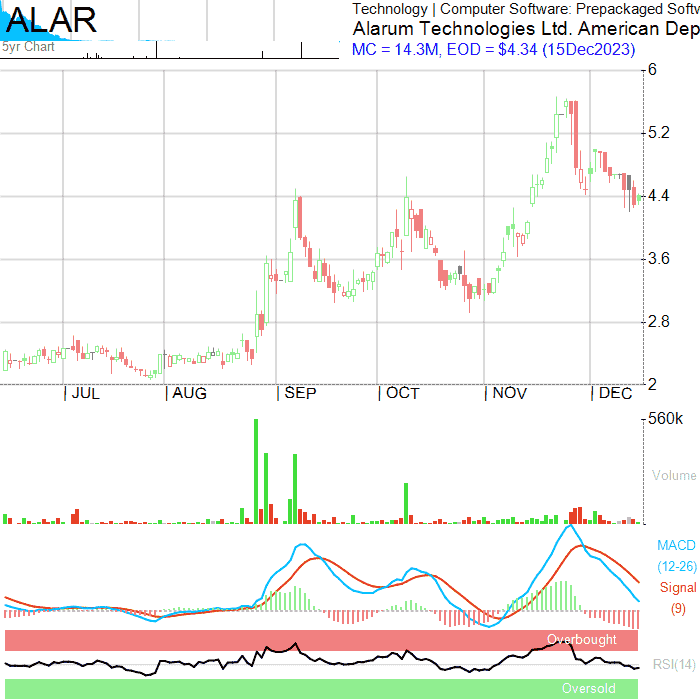 ALAR
5yr Chart
Technology | Computer Software: Prepackaged Softw
Alarum Technologies Ltd. American Dep
MC = 14.3M, EOD = $4.34 (15Dec2023)
6
5.2
4.4
3.6
2.8
2
JUL AUG SEP OCT NOV DEC
560k
Volume
MACD
(12-26)
Signal
(9)
Overbought
RSI(14)
Oversold